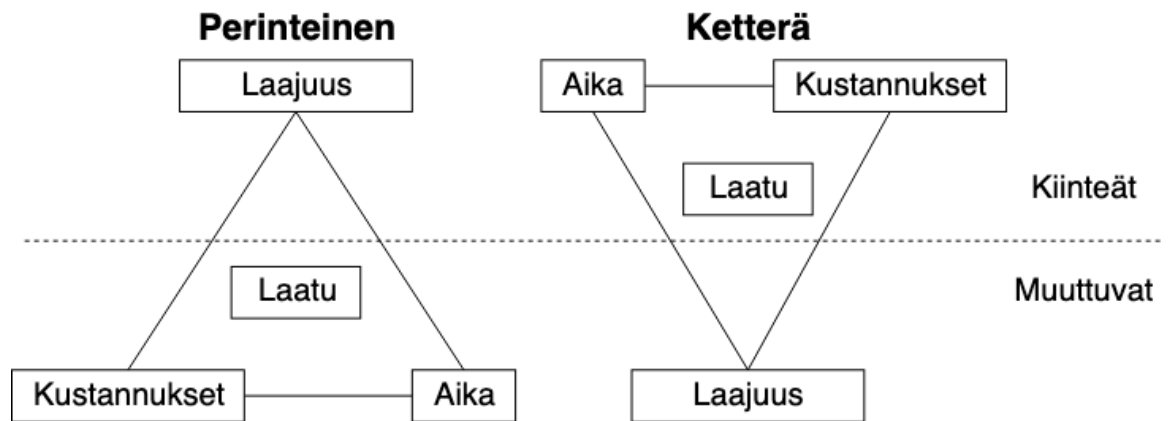 Perinteinen
Ketterä
Laajuus
Aika
Kustannukset
Laatu
Kiinteät
Laatu
Muuttuvat
Kustannukset
Aika
Laajuus